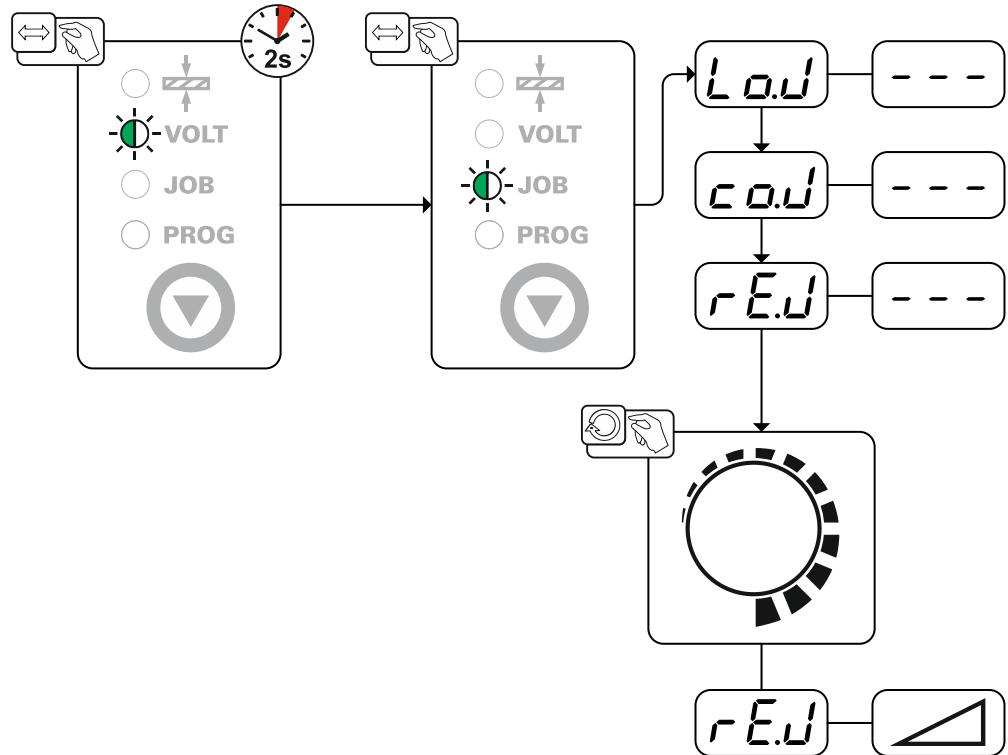 2s
VOLT
JOB
PROG
VOLT
JOB
PROG
Lo.J
- - -
co.J
- - -
rE.J
- - -
rE.J